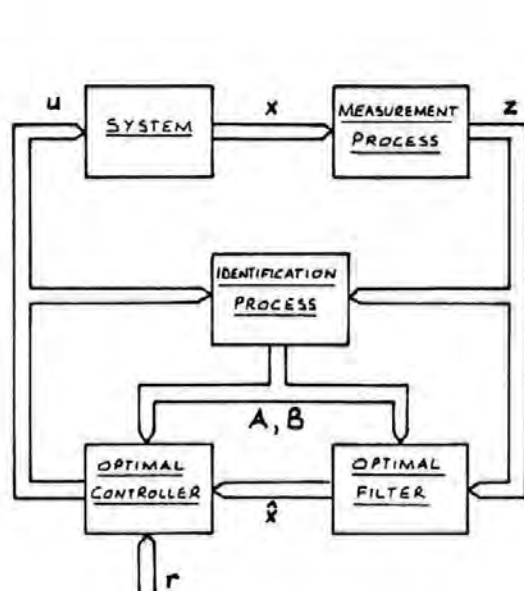 u
SYSTEM
x
MEASUREMENT
PROCESS
z
IDENTIFICATION
PROCESS
A, B
OPTIMAL
CONTROLLER
x̂
OPTIMAL
FILTER
r